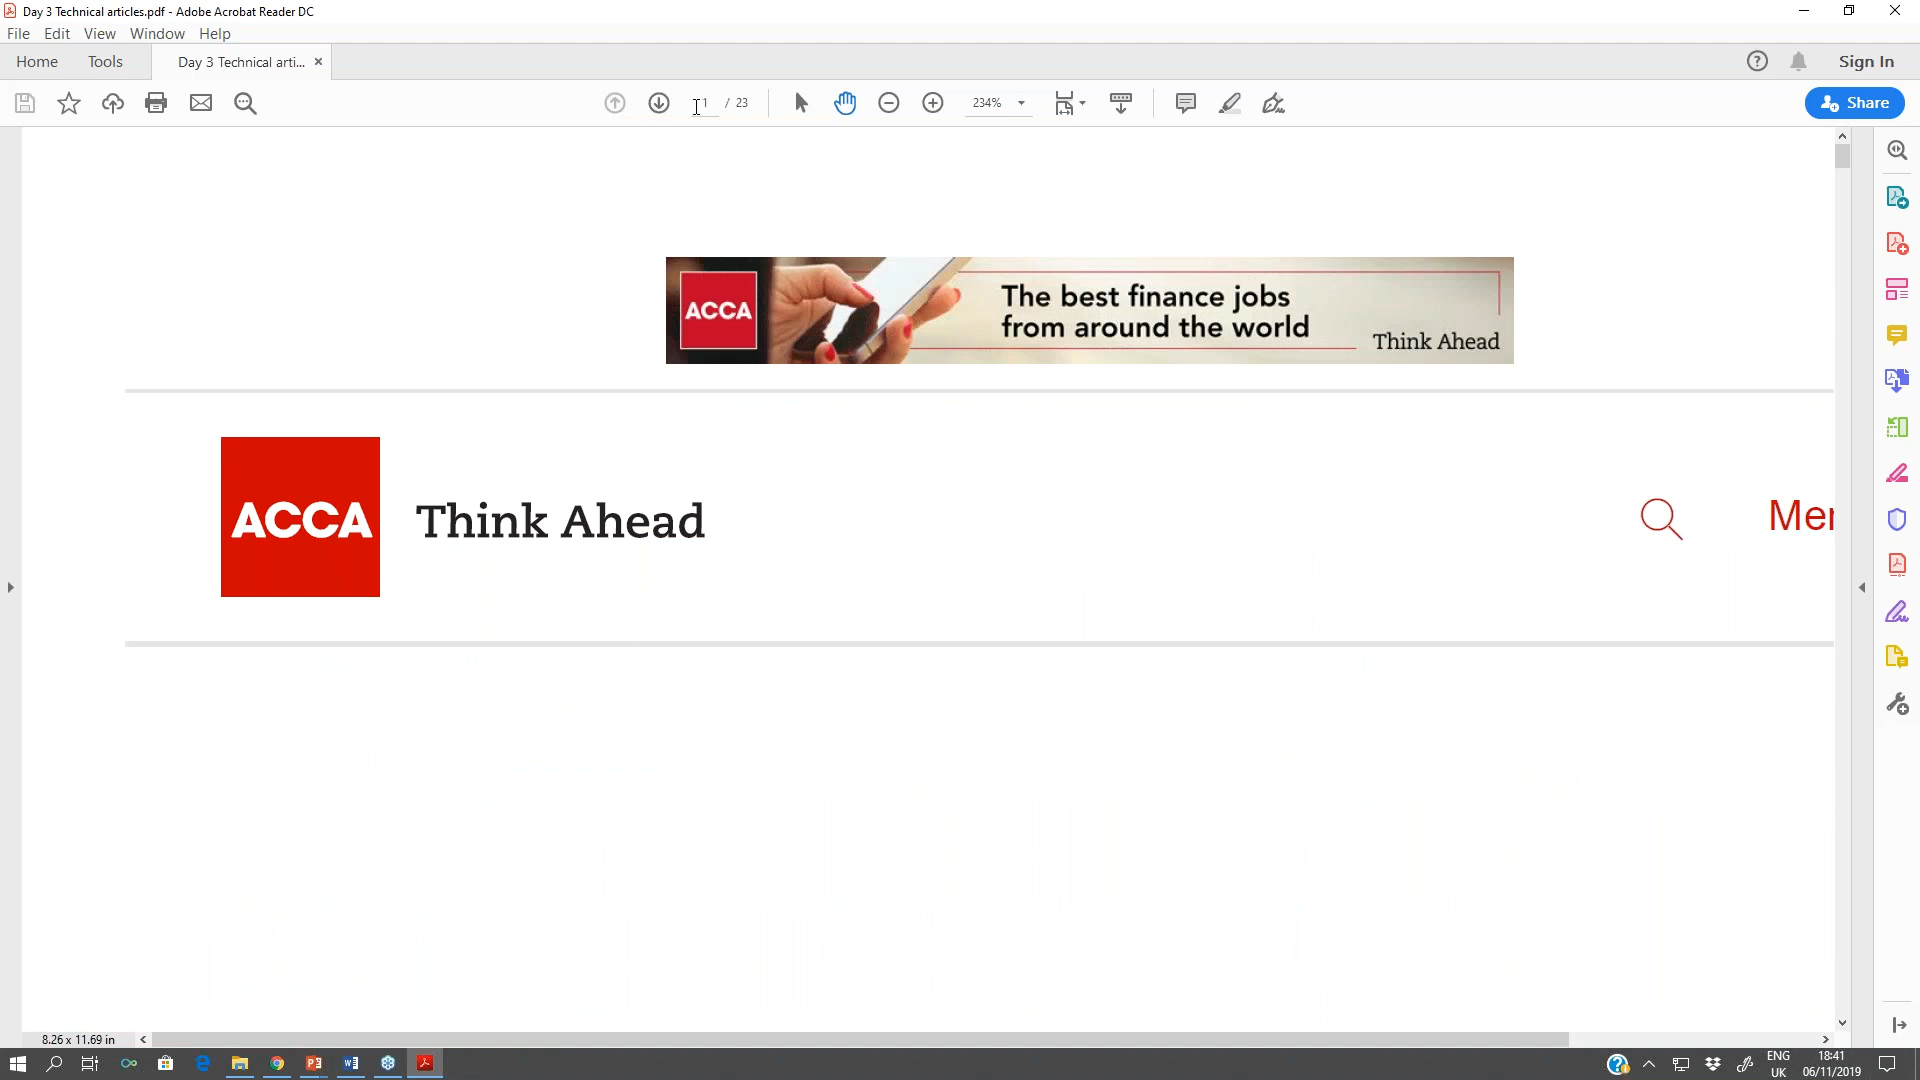 Day 3 Technical articles.pdf - Adobe Acrobat Reader DC
File Edit View Window Help
Home Tools Day 3 Technical arti... Sign In
1 / 23 234% Share
ACCA The best finance jobs
from around the world
Think Ahead
ACCA Think Ahead
Mer
8.26 x 11.69 in
ENG 18:41
UK 06/11/2019